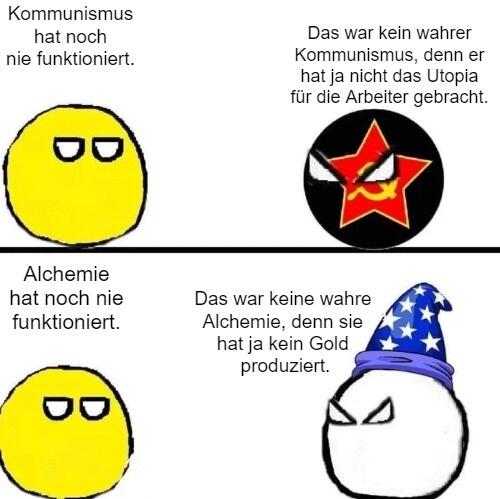 Kommunismus
hat noch
nie funktioniert.
Das war kein wahrer
Kommunismus, denn er
hat ja nicht das Utopia
für die Arbeiter gebracht.
Alchemie
hat noch nie
funktioniert.
Das war keine wahre
Alchemie, denn sie
hat ja kein Gold
produziert.